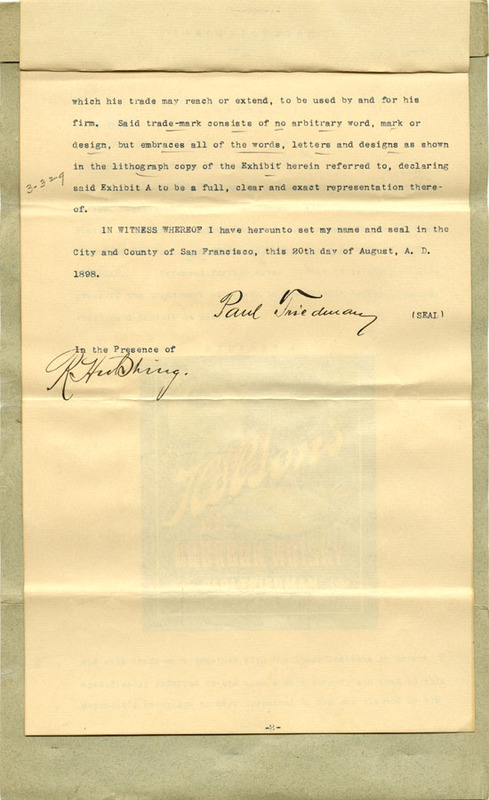 which his trade may reach or extend, to be used by and for his
firm. Said trade-mark consists of no arbitrary word, mark or
design, but embraces all of the words, letters and designs as shown
in the lithograph copy of the Exhibit herein referred to, declaring
said Exhibit A to be a full, clear and exact representation there-
of.
3-3-29
IN WITNESS WHEREOF I have hereunto set my name and seal in the
City and County of San Francisco, this 20th day of August, A. D.
1898.
Paul Friedman
(SEAL)
In the Presence of
-3-